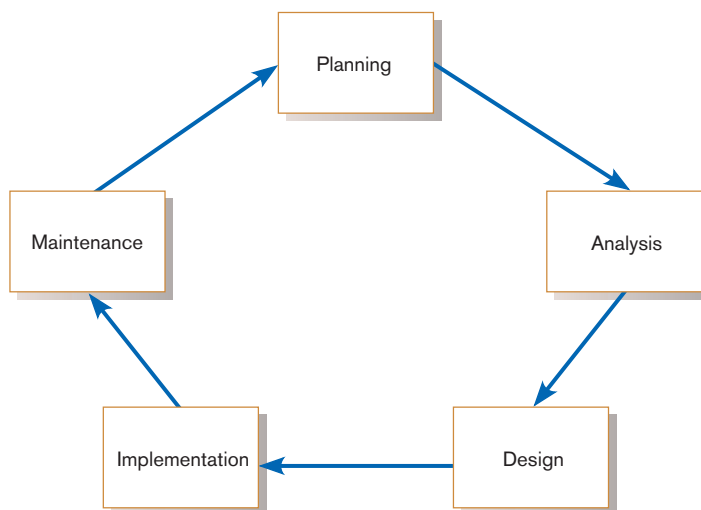 Planning
Analysis
Design
Implementation
Maintenance